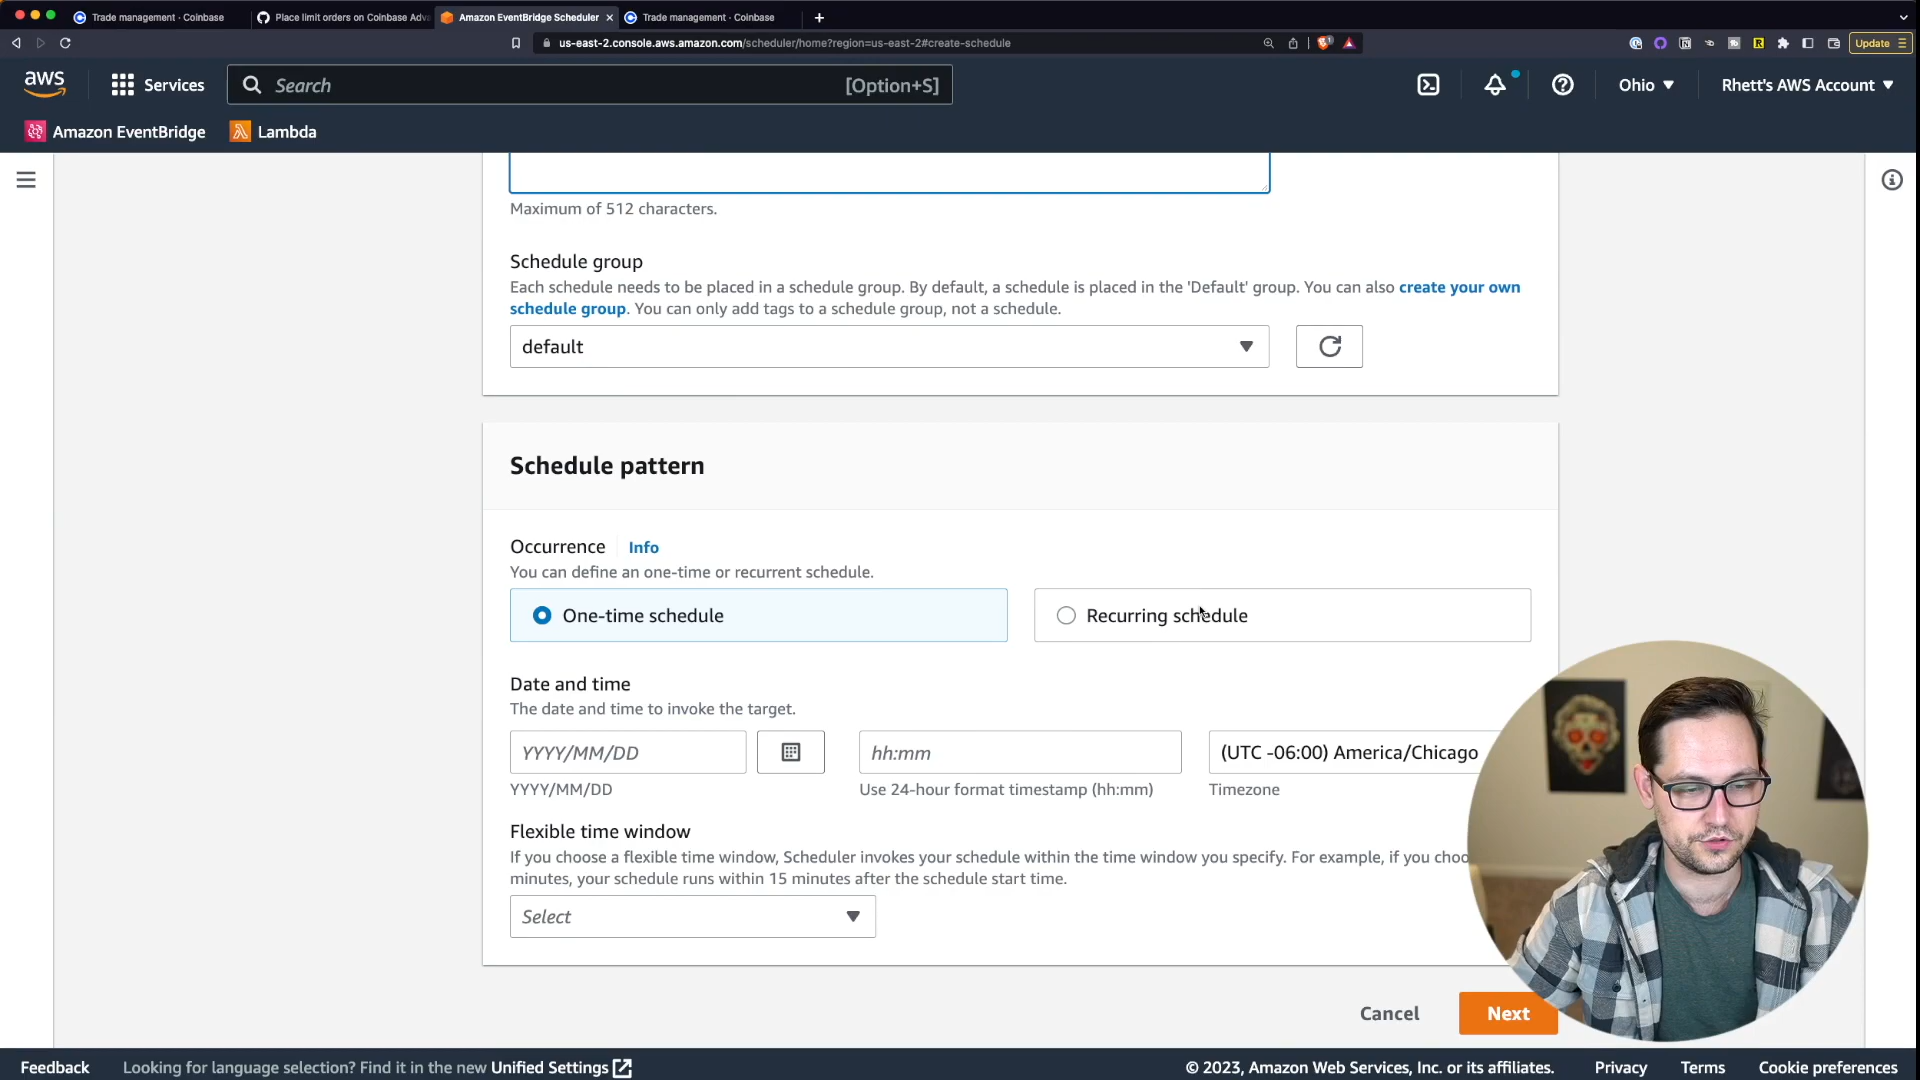 Trade management · Coinbase
Place limit orders on Coinbase Adv
Amazon EventBridge Scheduler
Trade management · Coinbase
us-east-2.console.aws.amazon.com/scheduler/home?region=us-east-2#create-schedule
Update
aws
Services
Search
[Option+S]
Ohio
Rhett's AWS Account
Amazon EventBridge
Lambda
Maximum of 512 characters.
Schedule group
Each schedule needs to be placed in a schedule group. By default, a schedule is placed in the 'Default' group. You can also create your own
schedule group. You can only add tags to a schedule group, not a schedule.
default
Schedule pattern
Occurrence
Info
You can define an one-time or recurrent schedule.
One-time schedule
Recurring schedule
Date and time
The date and time to invoke the target.
YYYY/MM/DD
hh:mm
(UTC -06:00) America/Chicago
YYYY/MM/DD
Use 24-hour format timestamp (hh:mm)
Timezone
Flexible time window
If you choose a flexible time window, Scheduler invokes your schedule within the time window you specify. For example, if you choo
minutes, your schedule runs within 15 minutes after the schedule start time.
Select
Cancel
Next
Feedback
Looking for language selection? Find it in the new Unified Settings
© 2023, Amazon Web Services, Inc. or its affiliates.
Privacy
Terms
Cookie preferences